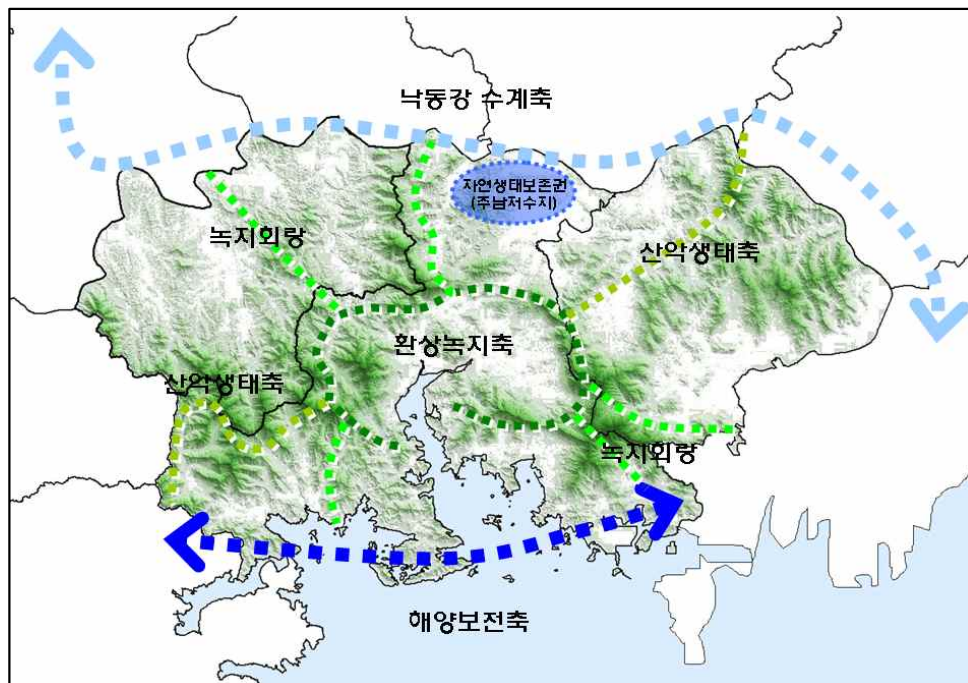 낙동강 수계축
자연생태보존권
(주남저수지)
녹지회랑
산악생태축
환상녹지축
산악생태축
녹지회랑
해양보전축